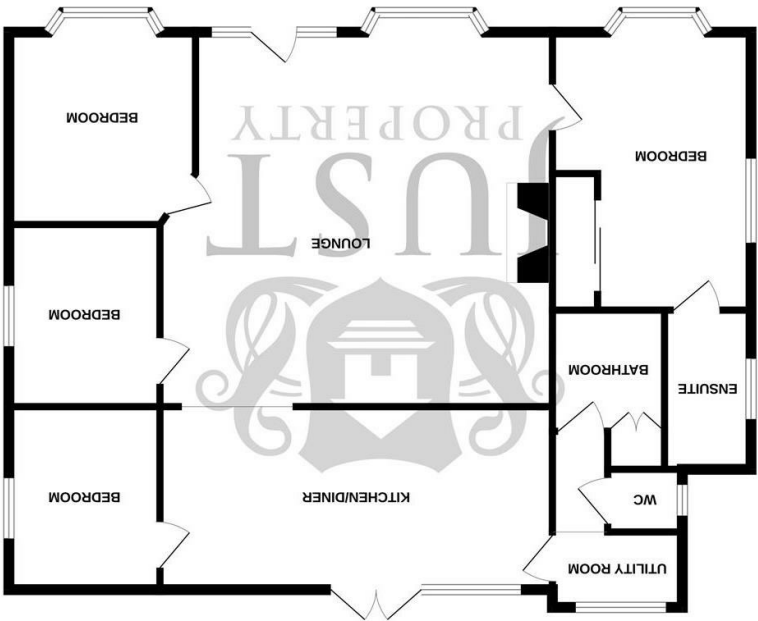 UTILITY ROOM
WC
KITCHEN/DINER
BEDROOM
ENSUITE
BATHROOM
BEDROOM
LOUNGE
JUST
PROPERTY
BEDROOM
BEDROOM